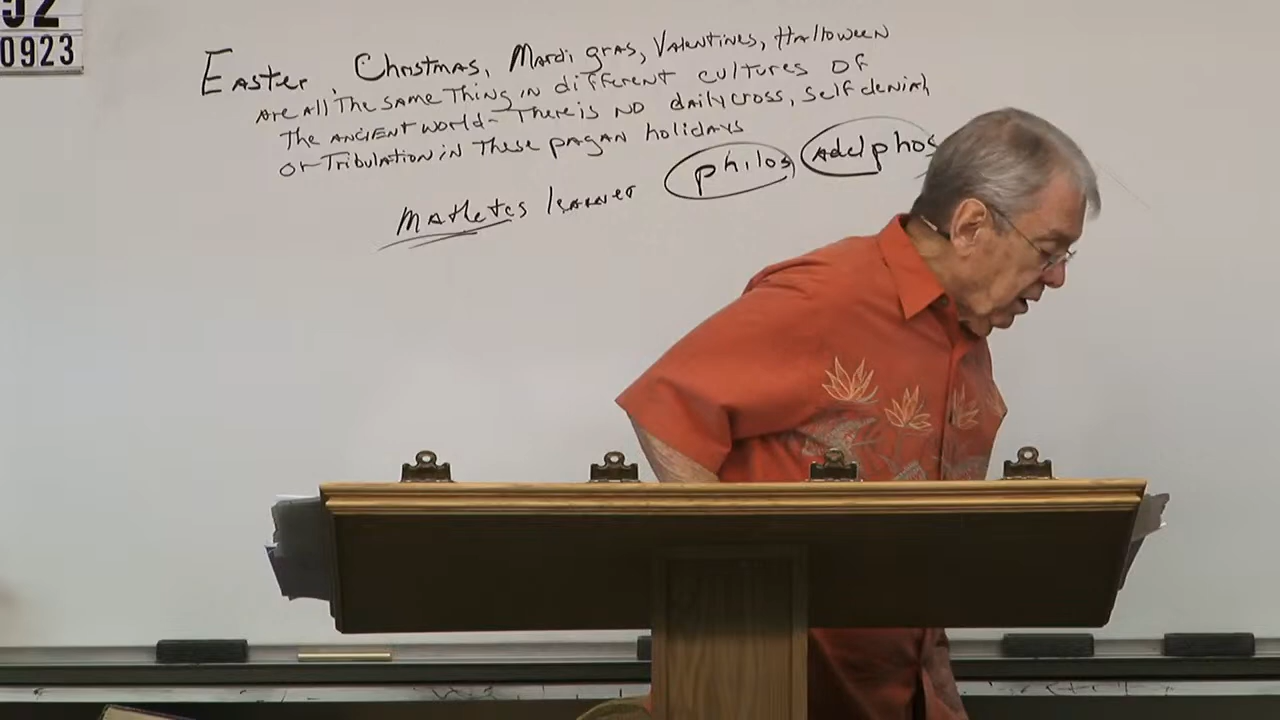 52
0923
Easter, Christmas, Mardi gras, Valentines, Halloween
are all the same thing in different cultures of
the ancient world - There is no daily cross, self denial,
or Tribulation in these pagan holidays
philos, adelphos
Mathetes learner